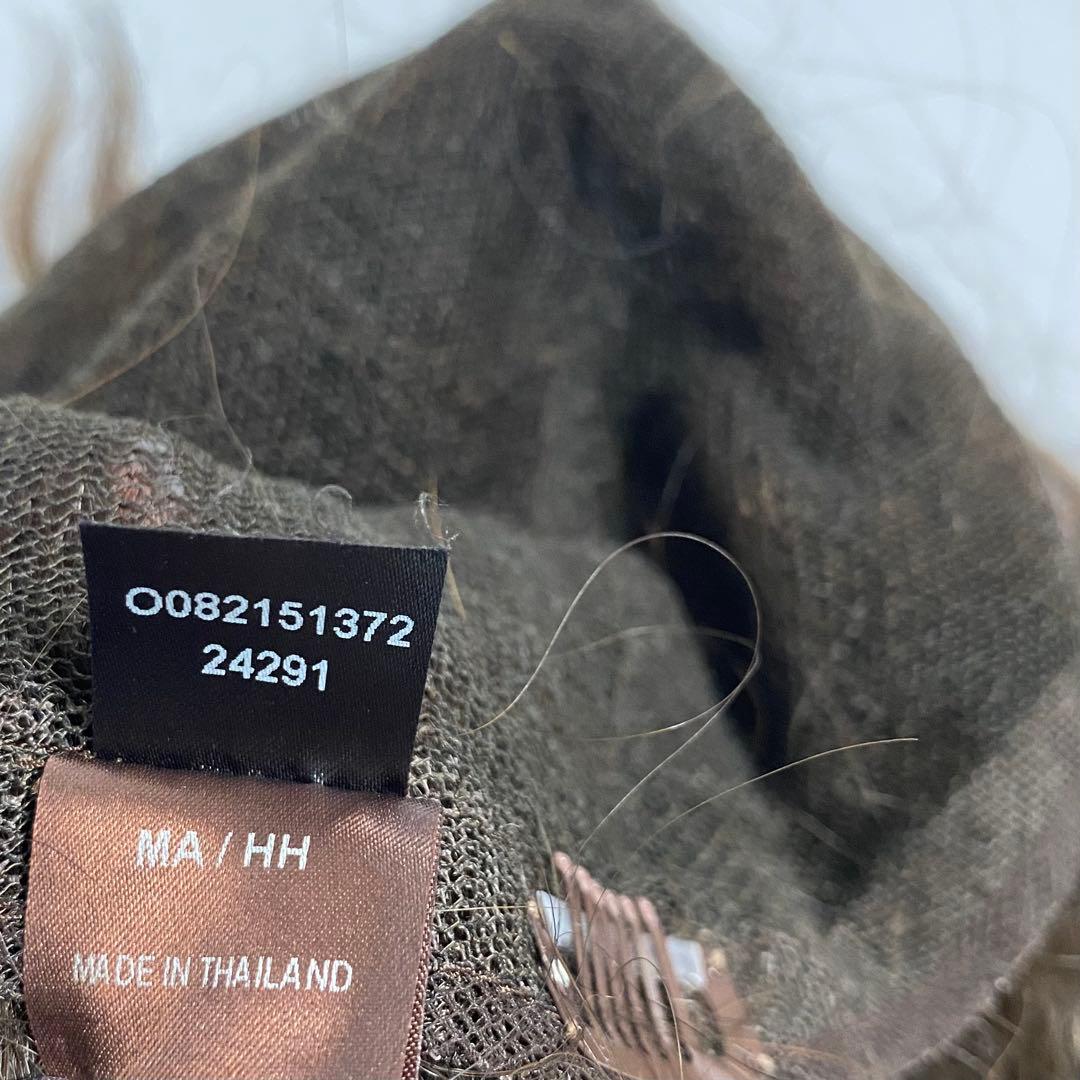 O082151372
24291
MA / HH
MADE IN THAILAND